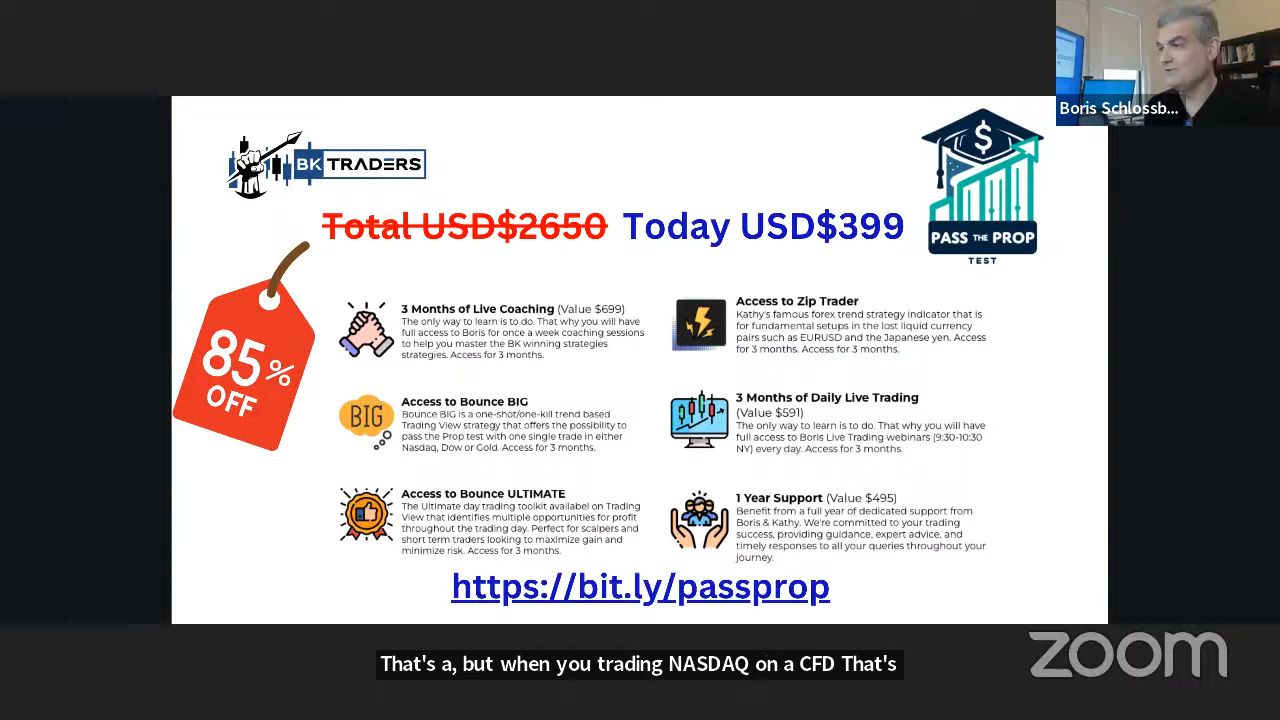 Boris Schlossb...
BK TRADERS
$
PASS THE PROP
TEST
Total USD$2650 Today USD$399
85%
OFF
3 Months of Live Coaching (Value $699)
The only way to learn is to do. That why you will have
full access to Boris for once a week coaching sessions
to help you master the BK winning strategies
strategies. Access for 3 months.
Access to Zip Trader
Kathy's famous forex trend strategy indicator that is
for fundamental setups in the lost liquid currency
pairs such as EURUSD and the Japanese yen. Access
for 3 months. Access for 3 months.
BIG
Access to Bounce BIG
Bounce BIG is a one-shot/one-kill trend based
Trading View strategy that offers the possibility to
pass the Prop test with one single trade in either
Nasdaq, Dow or Gold. Access for 3 months.
3 Months of Daily Live Trading
(Value $591)
The only way to learn is to do. That why you will have
full access to Boris Live Trading webinars (9:30-10:30
NY) every day. Access for 3 months.
Access to Bounce ULTIMATE
The Ultimate day trading toolkit availabel on Trading
View that identifies multiple opportunities for profit
throughout the trading day. Perfect for scalpers and
short term traders looking to maximize gain and
minimize risk. Access for 3 months.
1 Year Support (Value $495)
Benefit from a full year of dedicated support from
Boris & Kathy. We're committed to your trading
success, providing guidance, expert advice, and
timely responses to all your queries throughout your
journey.
https://bit.ly/passprop
That's a, but when you trading NASDAQ on a CFD That's
zoom